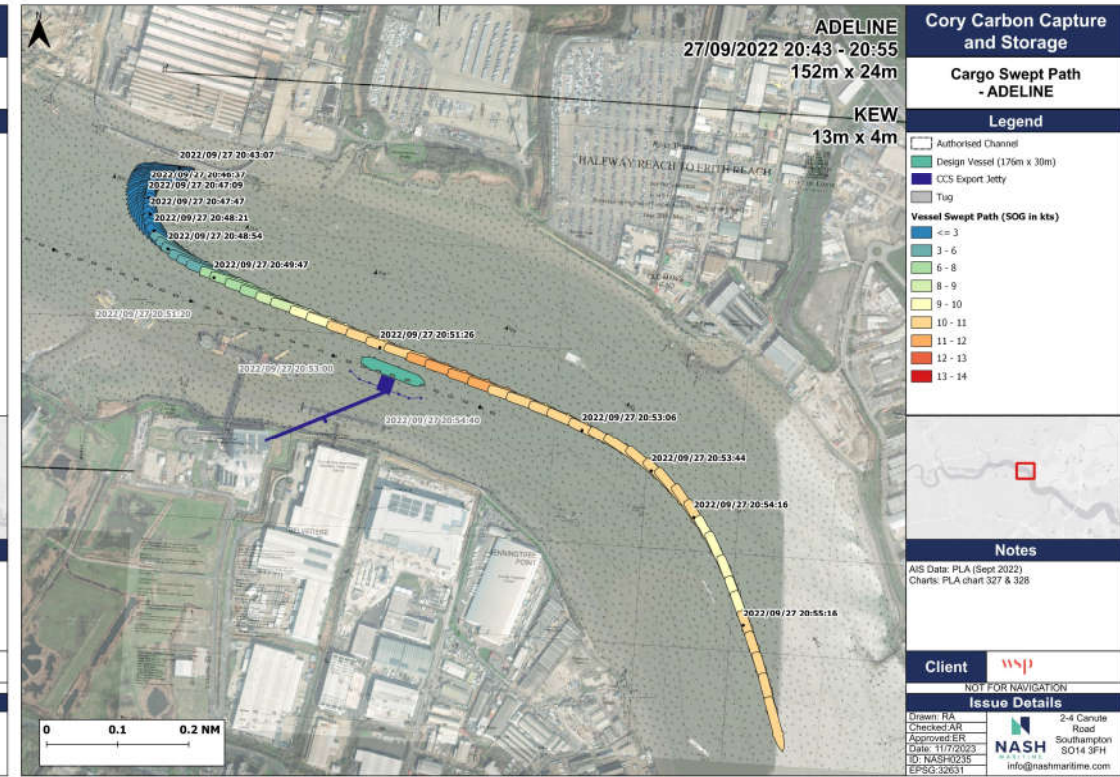 ADELINE
27/09/2022 20:43 - 20:55
152m x 24m
KEW
13m x 4m
2022/09/27 20:43:07
2022/09/27 20:46:37
2022/09/27 20:47:09
2022/09/27 20:47:47
2022/09/27 20:48:21
2022/09/27 20:48:54
2022/09/27 20:49:47
2022/09/27 20:51:20
2022/09/27 20:51:26
2022/09/27 20:53:00
2022/09/27 20:54:40
2022/09/27 20:53:06
2022/09/27 20:53:44
2022/09/27 20:54:16
2022/09/27 20:55:16
HALFWAY REACH TO ERITH REACH
BELVEDERE
POINT
0 0.1 0.2 NM
Cory Carbon Capture
and Storage
Cargo Swept Path
- ADELINE
Legend
Authorised Channel
Design Vessel (176m x 30m)
CCS Export Jetty
Tug
Vessel Swept Path (SOG in kts)
<= 3
3 - 6
6 - 8
8 - 9
9 - 10
10 - 11
11 - 12
12 - 13
13 - 14
Notes
AIS Data: PLA (Sept 2022)
Charts: PLA chart 327 & 328
Client
wsp
NOT FOR NAVIGATION
Issue Details
Drawn: RA
Checked:AR
Approved:ER
Date: 11/7/2023
ID: NASH0235
EPSG:32631
NASH
MARITIME
2-4 Canute
Road
Southampton
SO14 3FH
info@nashmaritime.com